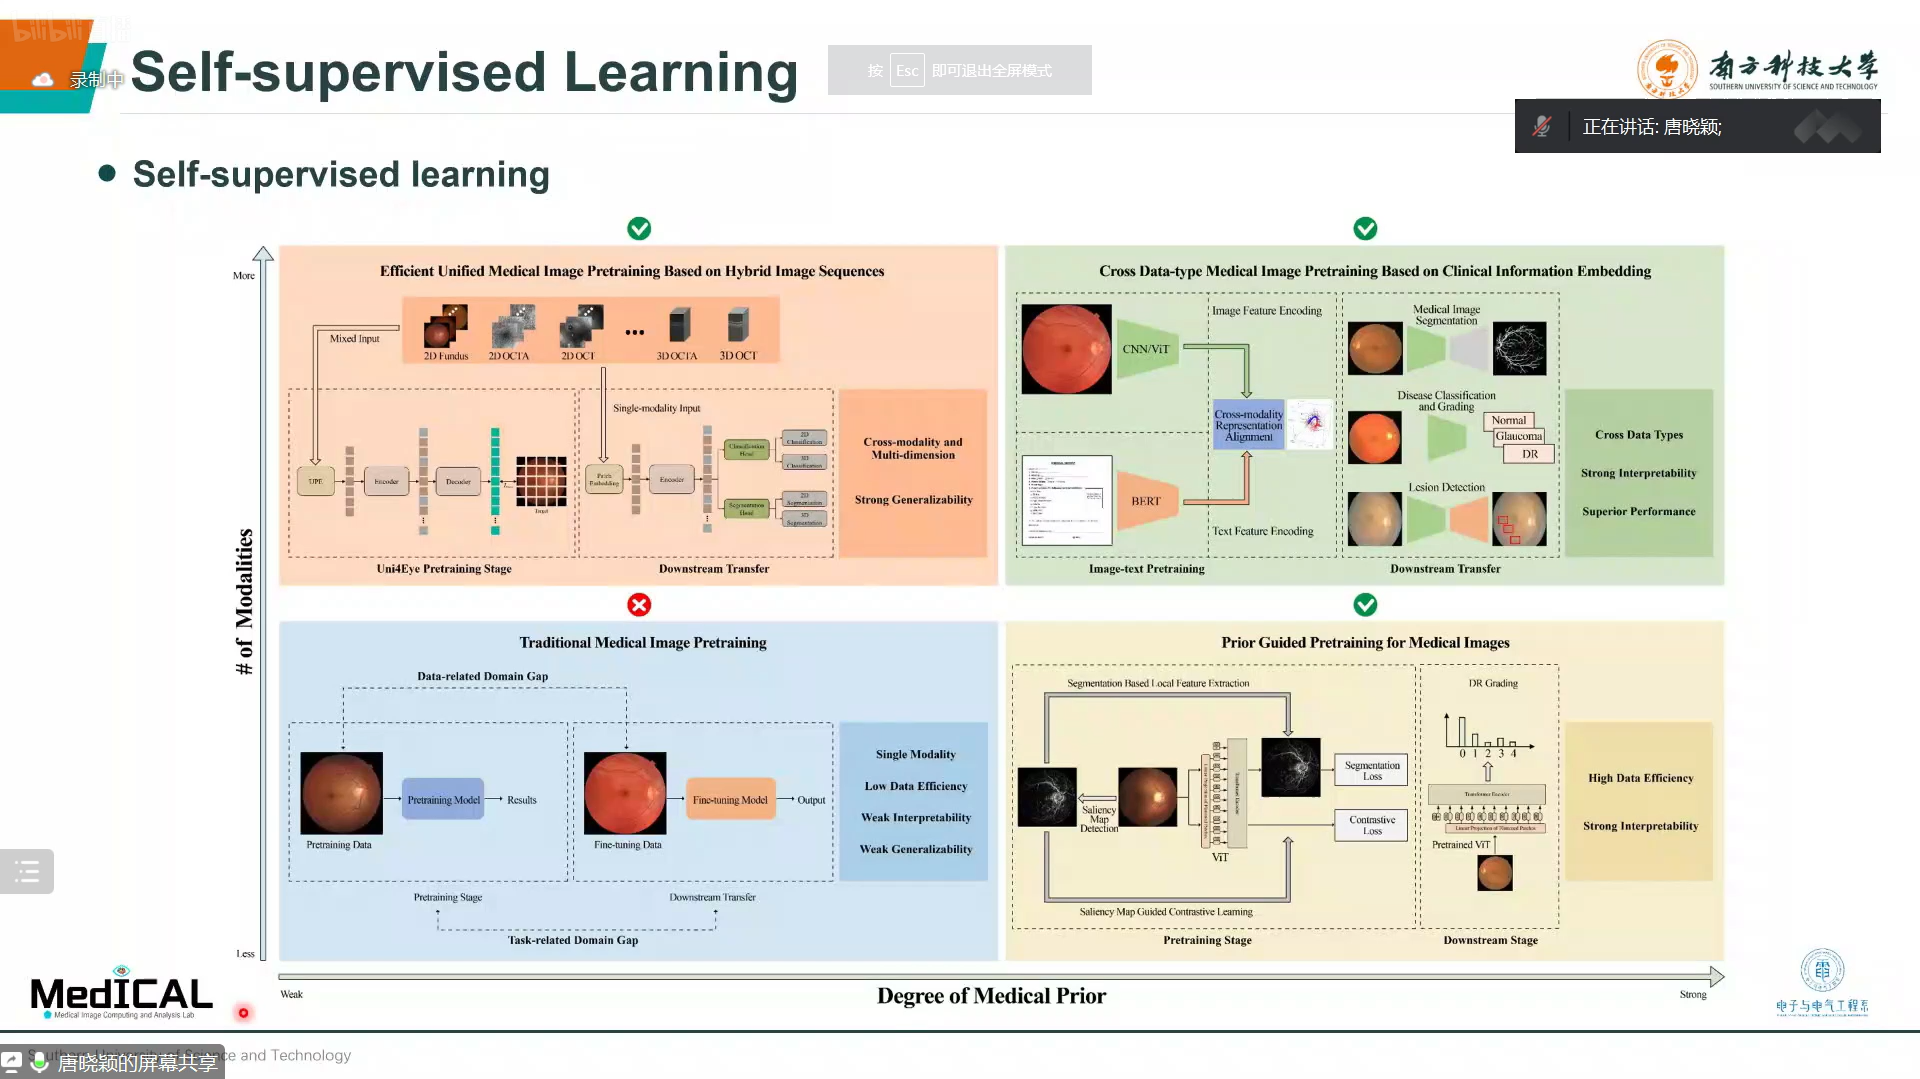 bilibili
录制中
Self-supervised Learning
按 Esc 即可退出全屏模式
南方科技大学
SOUTHERN UNIVERSITY OF SCIENCE AND TECHNOLOGY
正在讲话: 唐晓颖;
Self-supervised learning
More
# of Modalities
Less
Efficient Unified Medical Image Pretraining Based on Hybrid Image Sequences
Mixed Input
2D Fundus
2D OCTA
2D OCT
...
3D OCTA
3D OCT
Single-modality Input
UPE
Encoder
Decoder
Target
Patch
Embedding
Encoder
Classification
Head
Segmentation
Head
2D
Classification
3D
Classification
2D
Segmentation
3D
Segmentation
Cross-modality and
Multi-dimension
Strong Generalizability
Uni4Eye Pretraining Stage
Downstream Transfer
Cross Data-type Medical Image Pretraining Based on Clinical Information Embedding
Image Feature Encoding
CNN/ViT
Cross-modality
Representation
Alignment
BERT
Text Feature Encoding
Medical Image
Segmentation
Disease Classification
and Grading
Normal
Glaucoma
DR
Lesion Detection
Cross Data Types
Strong Interpretability
Superior Performance
Image-text Pretraining
Downstream Transfer
Traditional Medical Image Pretraining
Data-related Domain Gap
Pretraining Model
Results
Pretraining Data
Fine-tuning Model
Output
Fine-tuning Data
Single Modality
Low Data Efficiency
Weak Interpretability
Weak Generalizability
Pretraining Stage
Downstream Transfer
Task-related Domain Gap
Prior Guided Pretraining for Medical Images
Segmentation Based Local Feature Extraction
Saliency
Map
Detection
Linear Projection of Flattened Patches
Transformer Encoder
ViT
Segmentation
Loss
Contrastive
Loss
Saliency Map Guided Contrastive Learning
DR Grading
0 1 2 3 4
Transformer Encoder
Linear Projection of Flattened Patches
Pretrained ViT
High Data Efficiency
Strong Interpretability
Pretraining Stage
Downstream Stage
Weak
Degree of Medical Prior
Strong
MedICAL
Medical Image Computing and Analysis Lab
电子与电气工程系
Southern University of Science and Technology
唐晓颖的屏幕共享